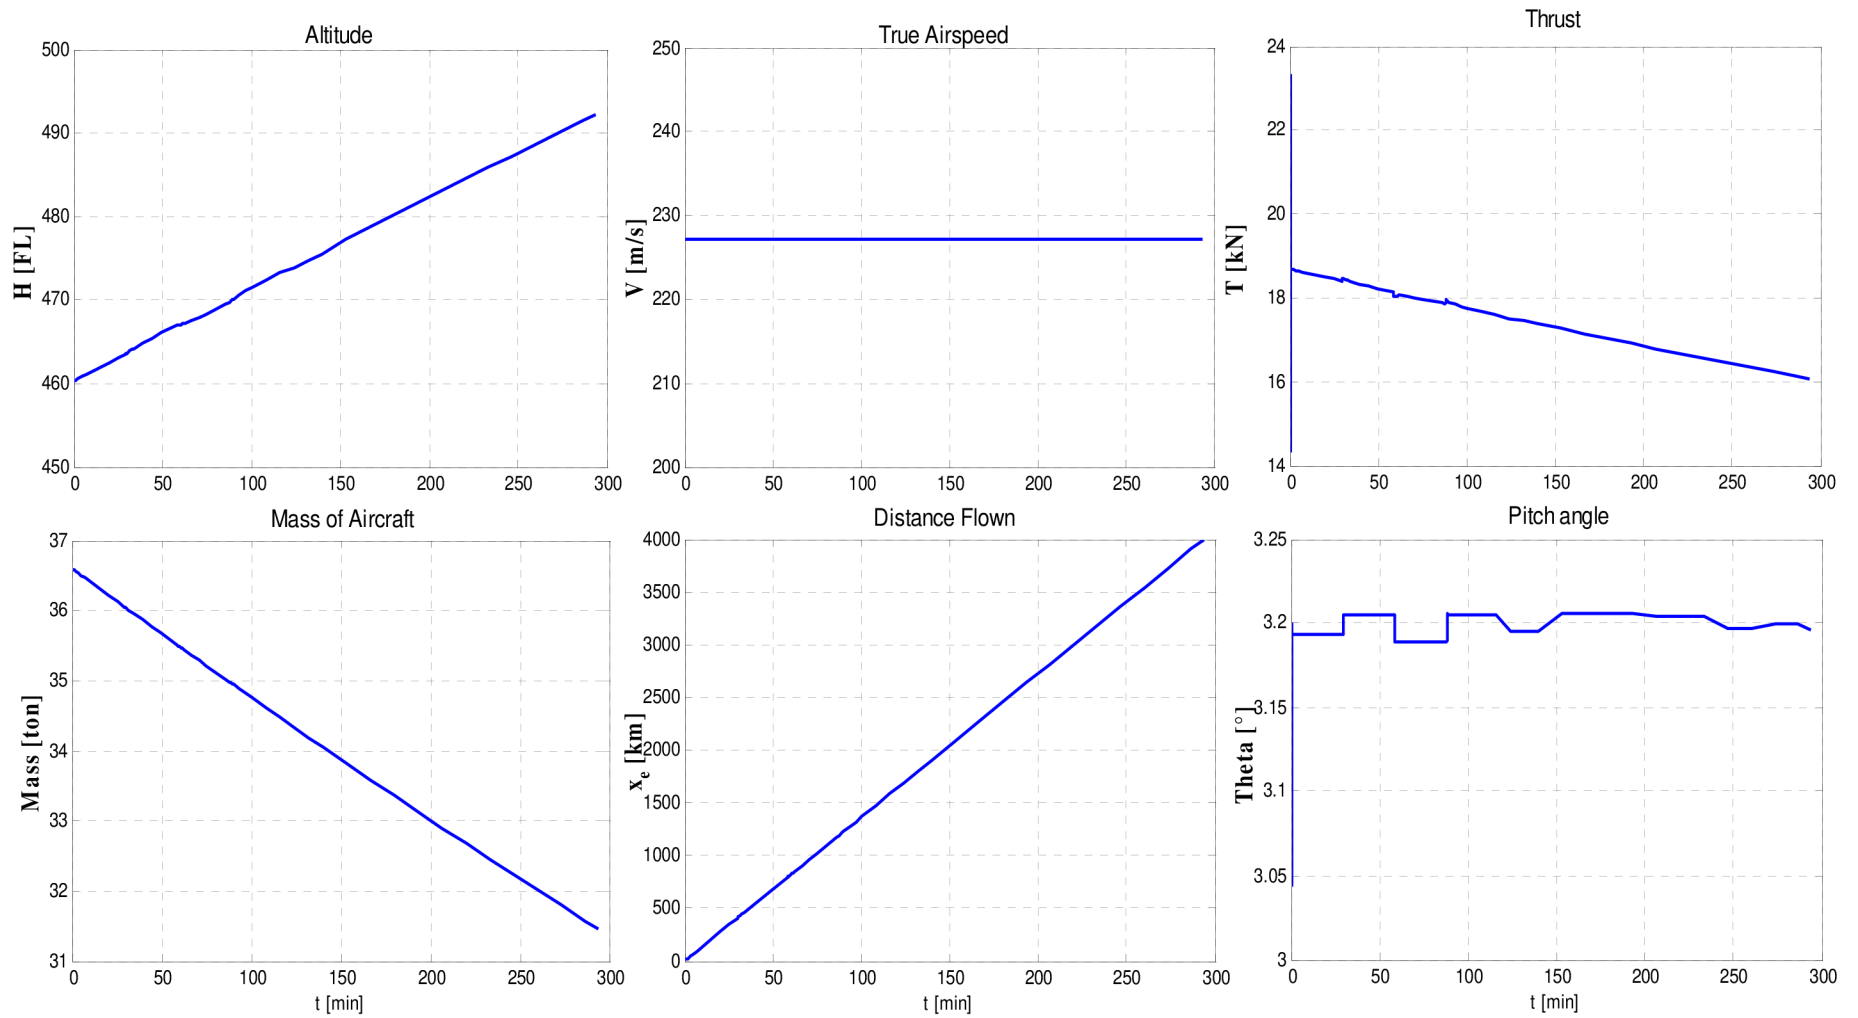 Altitude
H [FL]
500
490
480
470
460
450
0 50 100 150 200 250 300
True Airspeed
V [m/s]
250
240
230
220
210
200
0 50 100 150 200 250 300
Thrust
T [kN]
24
22
20
18
16
14
0 50 100 150 200 250 300
Mass of Aircraft
Mass [ton]
37
36
35
34
33
32
31
0 50 100 150 200 250 300
t [min]
Distance Flown
xe [km]
4000
3500
3000
2500
2000
1500
1000
500
0
0 50 100 150 200 250 300
t [min]
Pitch angle
Theta [°]
3.25
3.2
3.15
3.1
3.05
3
0 50 100 150 200 250 300
t [min]